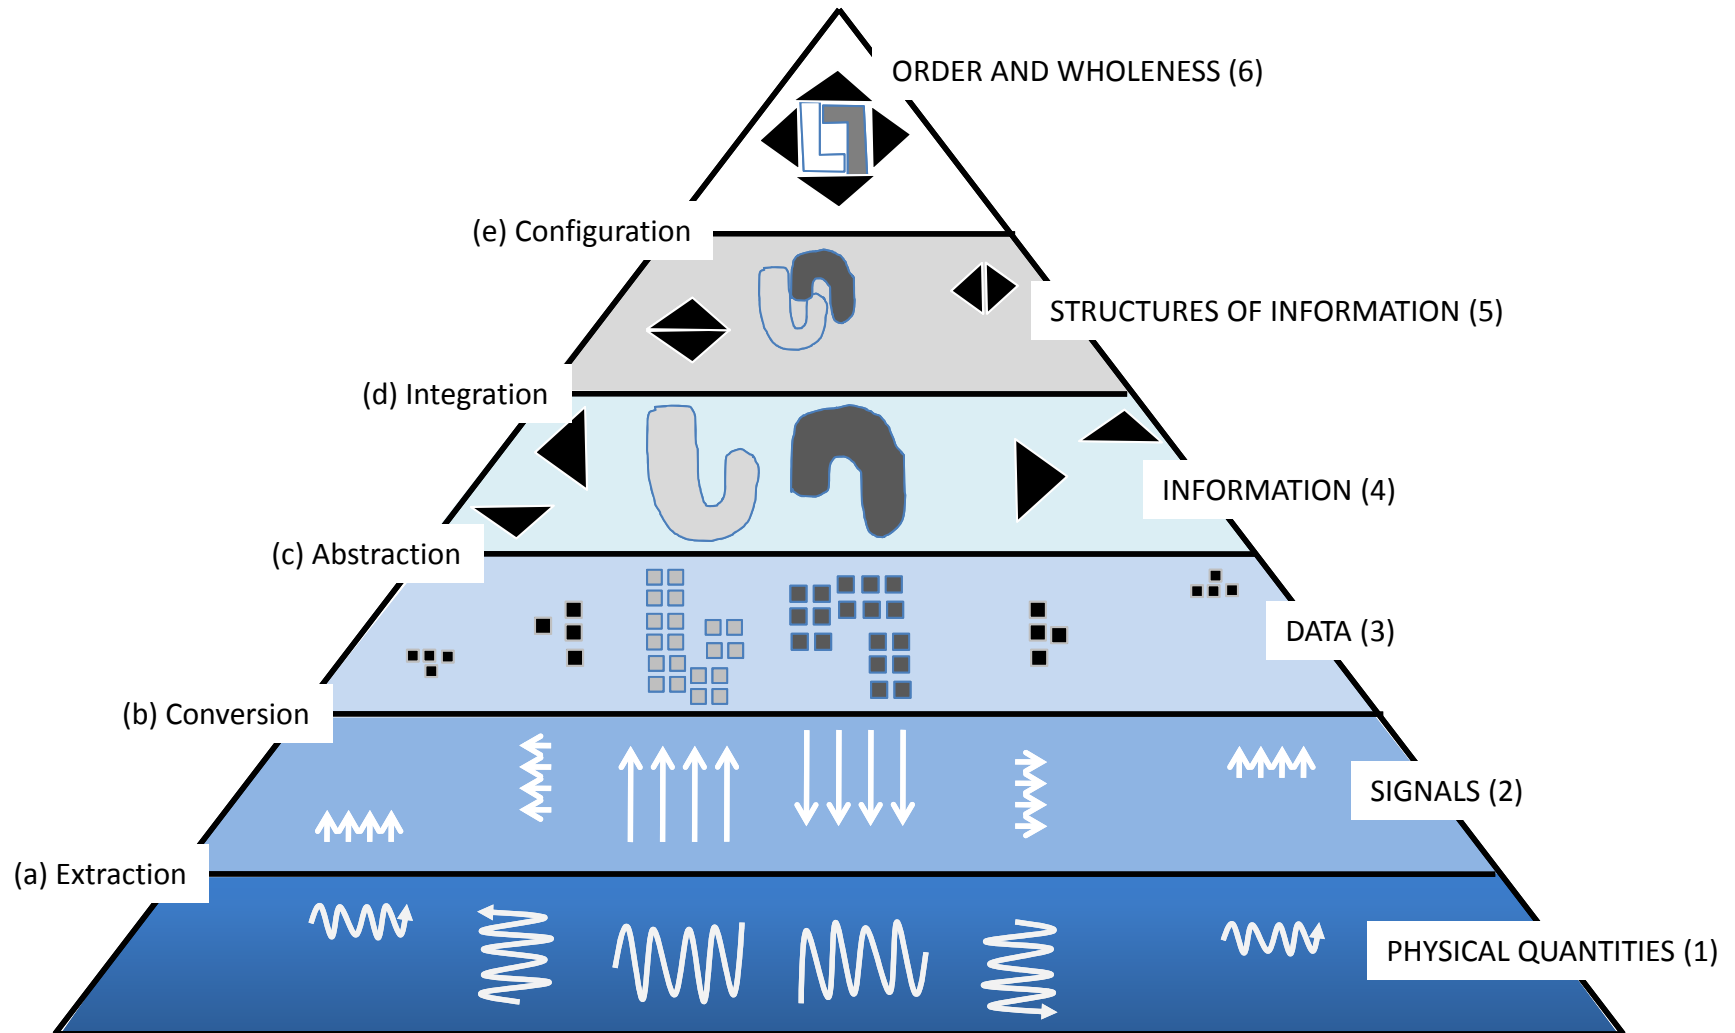 ORDER AND WHOLENESS (6)
(e) Configuration
STRUCTURES OF INFORMATION (5)
(d) Integration
INFORMATION (4)
(c) Abstraction
DATA (3)
(b) Conversion
SIGNALS (2)
(a) Extraction
PHYSICAL QUANTITIES (1)